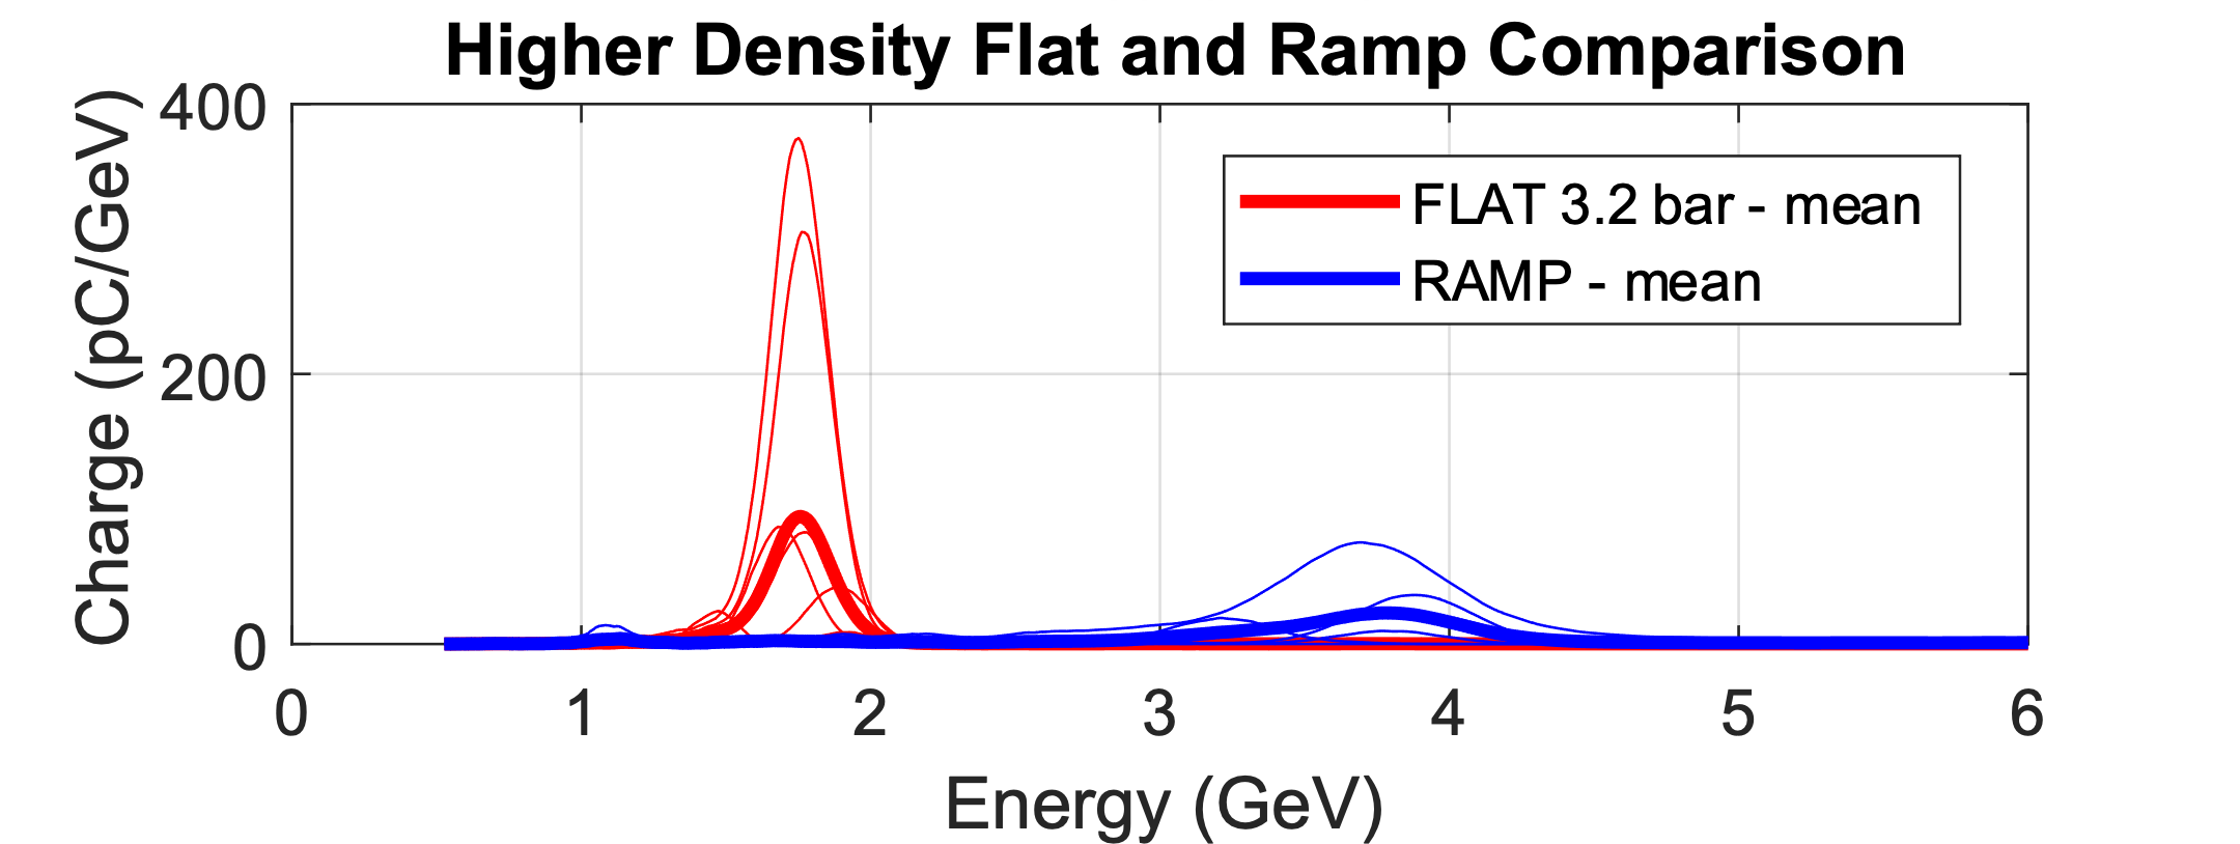 Higher Density Flat and Ramp Comparison
Charge (pC/GeV)
400
200
0
FLAT 3.2 bar - mean
RAMP - mean
0 1 2 3 4 5 6
Energy (GeV)